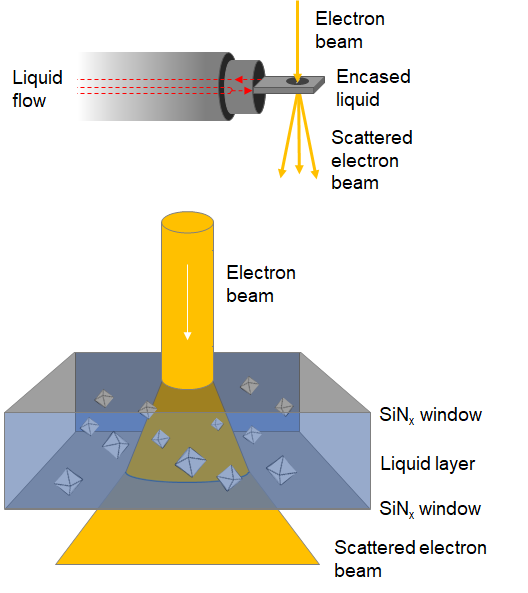 Electron
beam
Liquid
flow
Encased
liquid
Scattered
electron
beam
Electron
beam
SiNx window
Liquid layer
SiNx window
Scattered electron
beam